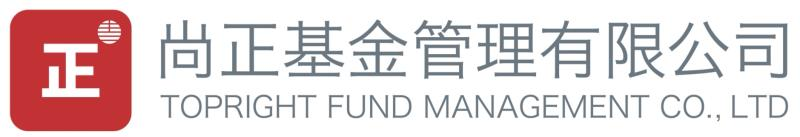 正
尚正基金管理有限公司
TOPRIGHT FUND MANAGEMENT CO., LTD